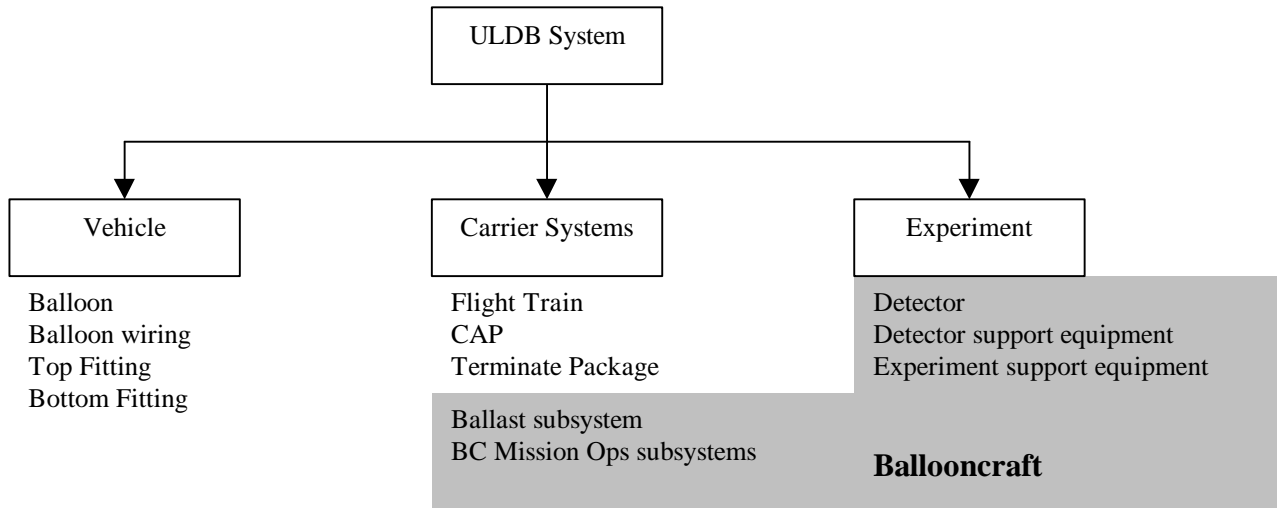 ULDB System
Vehicle
Carrier Systems
Experiment
Balloon
Balloon wiring
Top Fitting
Bottom Fitting
Flight Train
CAP
Terminate Package
Ballast subsystem
BC Mission Ops subsystems
Detector
Detector support equipment
Experiment support equipment
Ballooncraft